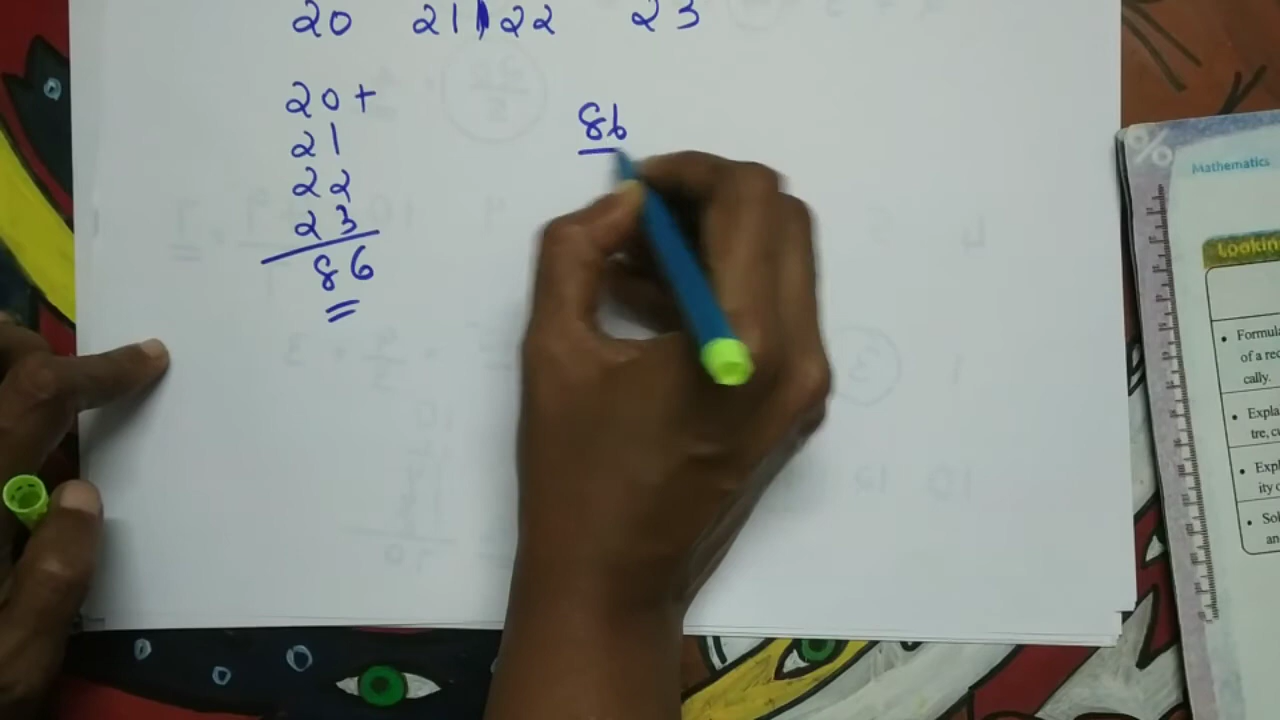 20 21 22 23
20+
21
22
23
86
86
%
Mathematics
Lookin
• Formula
of a rec
cally.
• Expla
tre, cu
• Expl
ity o
• Sol
an